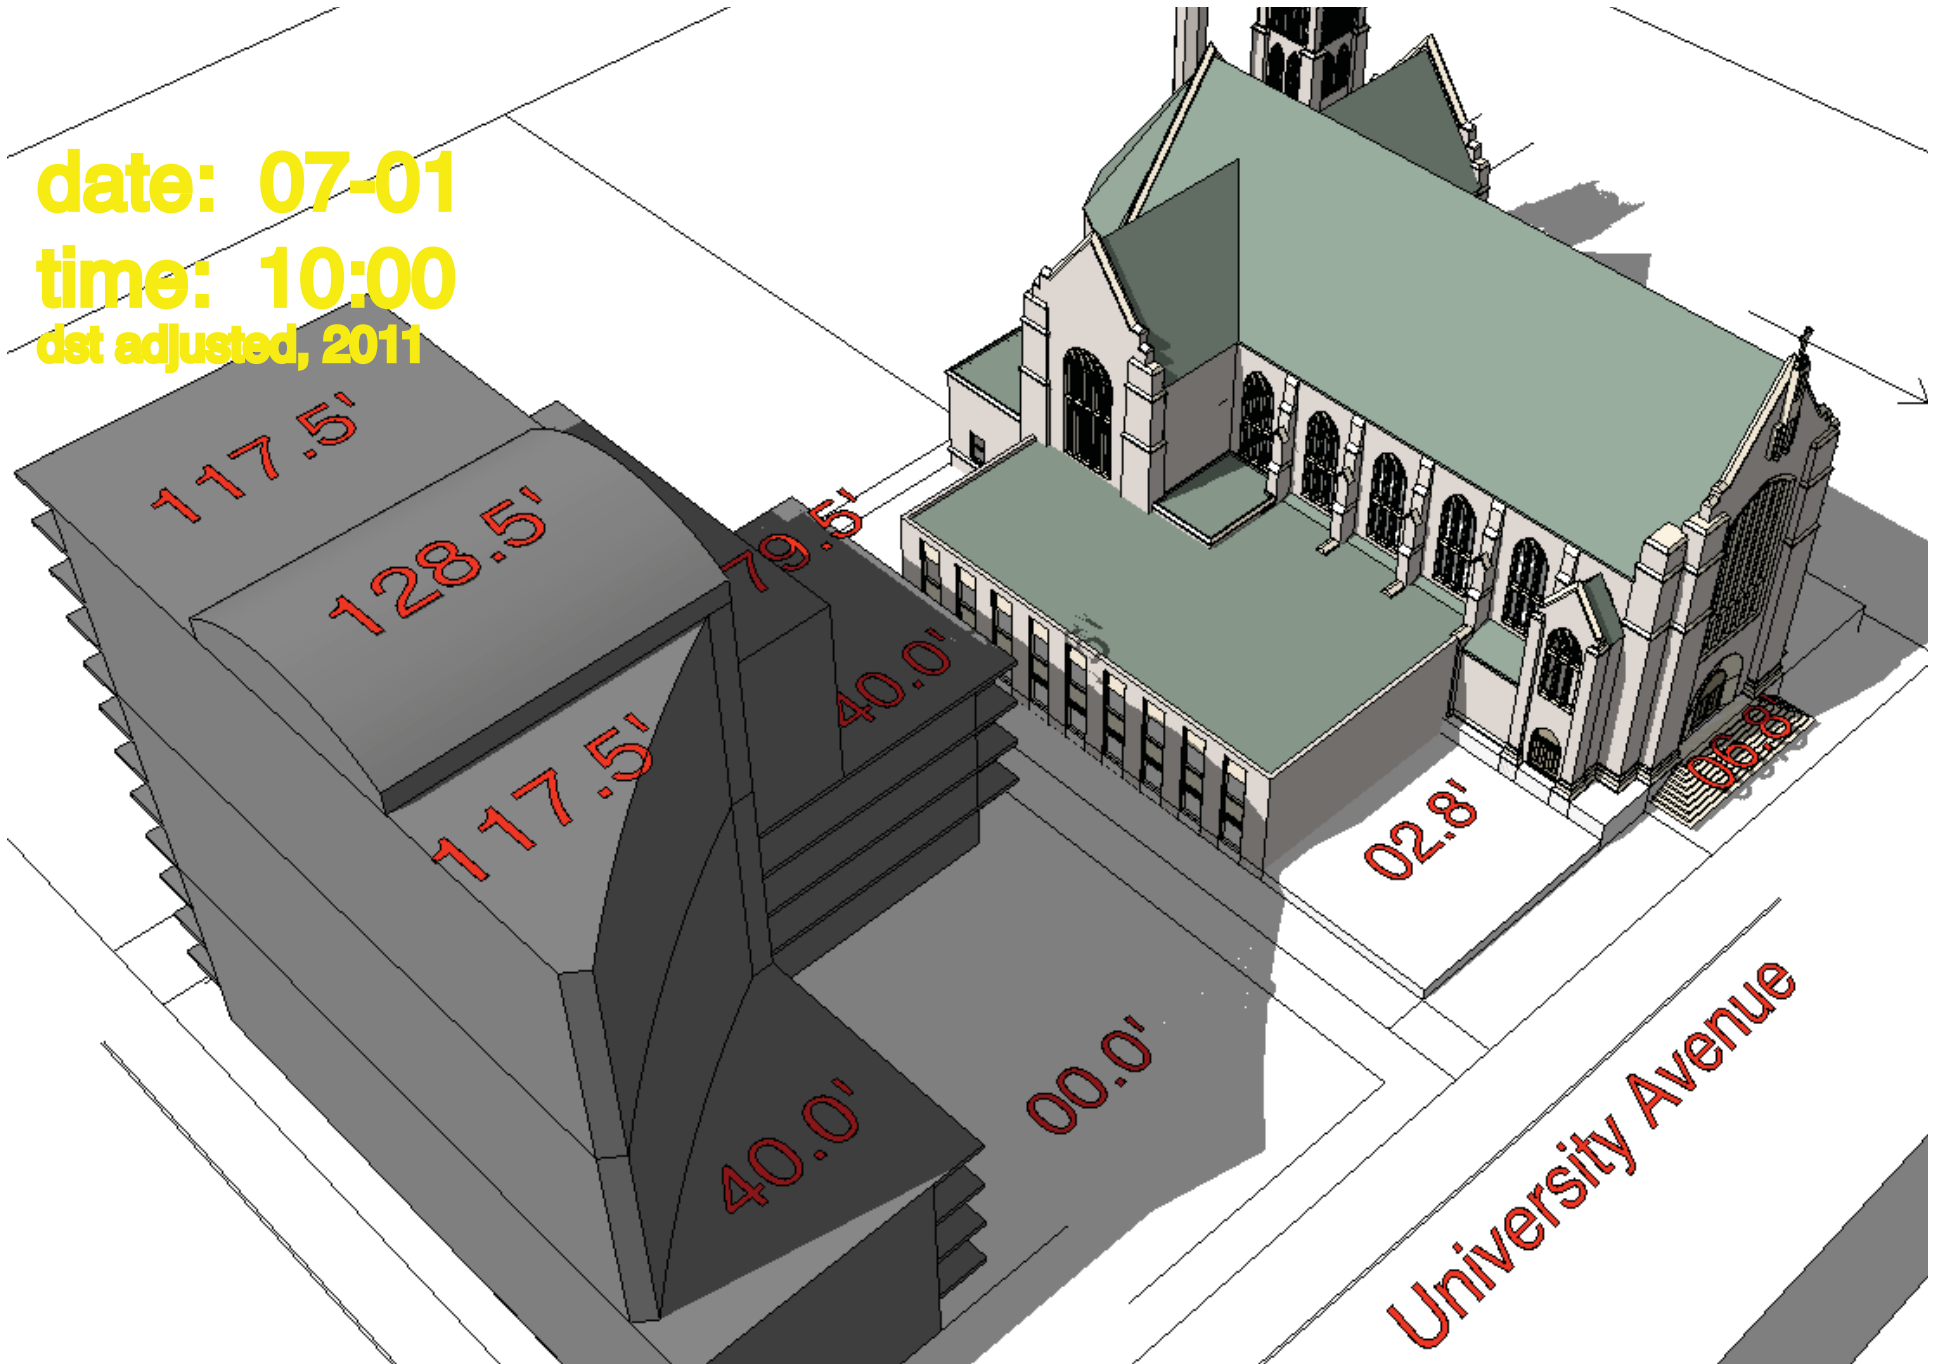 date: 07-01
time: 10:00
dst adjusted, 2011
117.5'
128.5'
79.5'
40.0'
117.5'
06.8'
02.8'
00.0'
40.0'
University Avenue